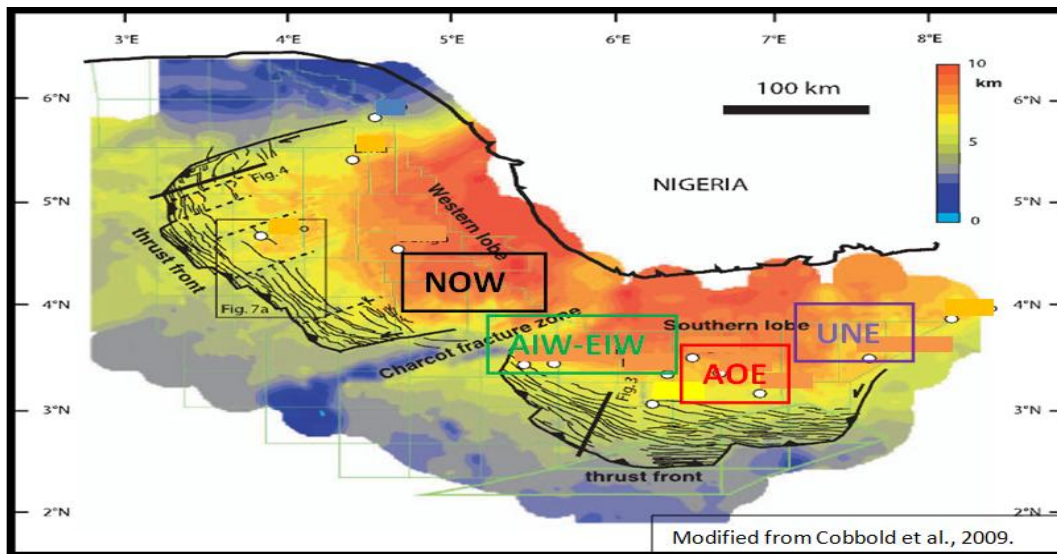 3°E 4°E 5°E 6°E 7°E 8°E
10
km
5
0
100 km
6°N
6°N
5°N
5°N
4°N
4°N
3°N
3°N
2°N
2°N
NIGERIA
Fig.4
Western lobe
thrust front
Fig. 7a
NOW
Charcot fracture zone
AIW-EIW
Southern lobe
UNE
AOE
Fig.3
thrust front
Modified from Cobbold et al., 2009.